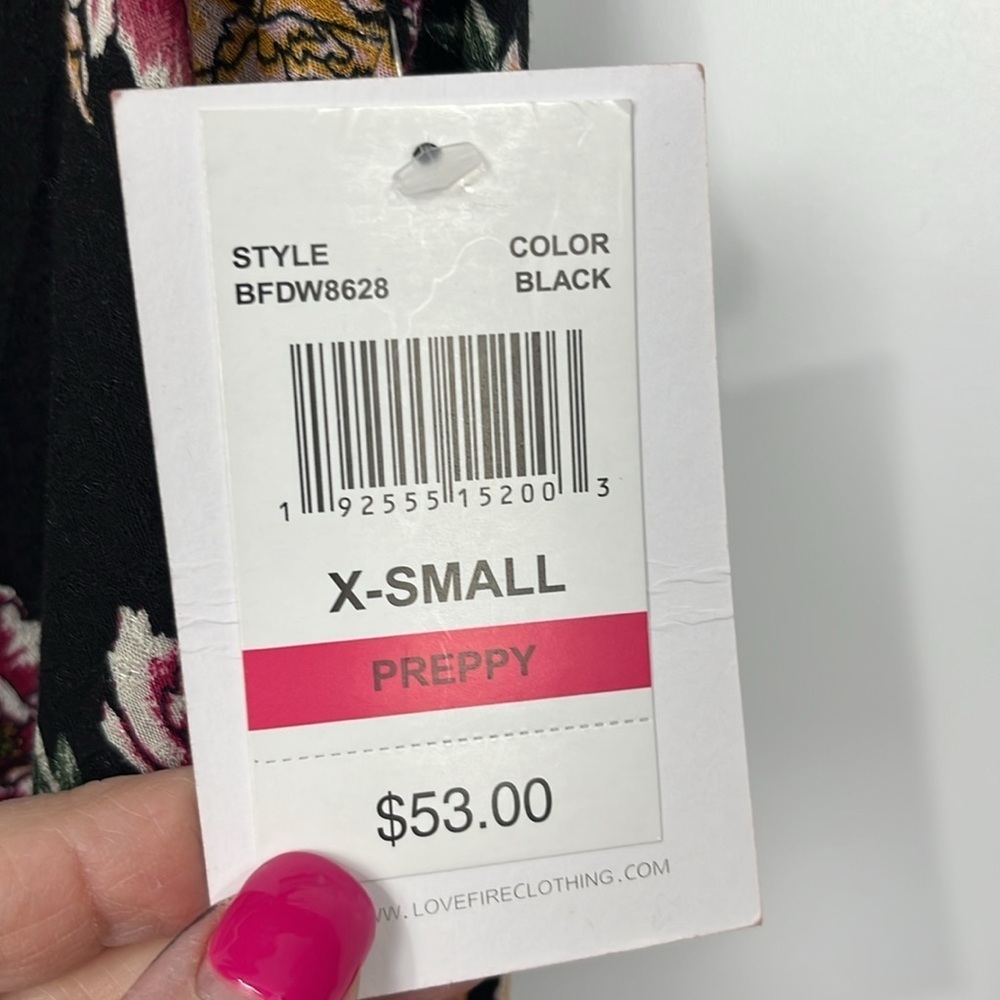 STYLE COLOR
BFDW8628 BLACK
1 92555 15200 3
X-SMALL
PREPPY
$53.00
W.LOVEFIRECLOTHING.COM